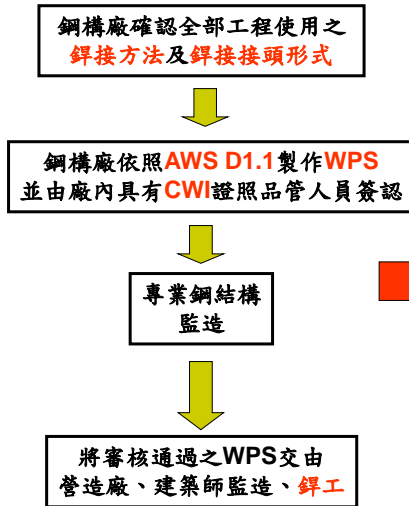 鋼構廠確認全部工程使用之
銲接方法及銲接接頭形式
鋼構廠依照AWS D1.1製作WPS
並由廠內具有CWI證照品管人員簽認
專業鋼結構
監造
將審核通過之WPS交由
營造廠、建築師監造、銲工